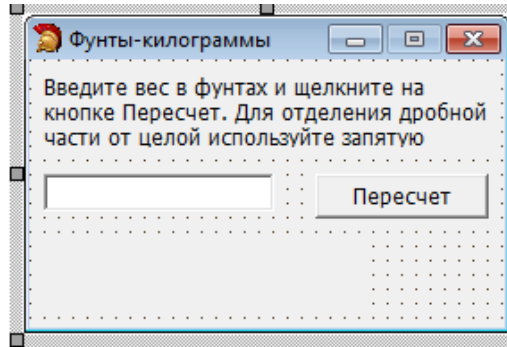 Фунты-килограммы
Введите вес в фунтах и щелкните на
кнопке Пересчет. Для отделения дробной
части от целой используйте запятую
Пересчет